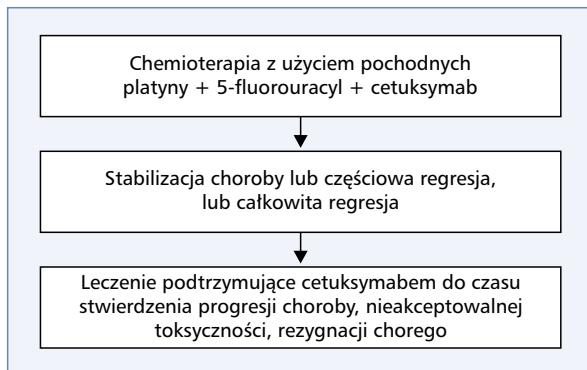 Chemioterapia z użyciem pochodnych
platyny + 5-fluorouracyl + cetuksymab
Stabilizacja choroby lub częściowa regresja,
lub całkowita regresja
Leczenie podtrzymujące cetuksymabem do czasu
stwierdzenia progresji choroby, nieakceptowalnej
toksyczności, rezygnacji chorego